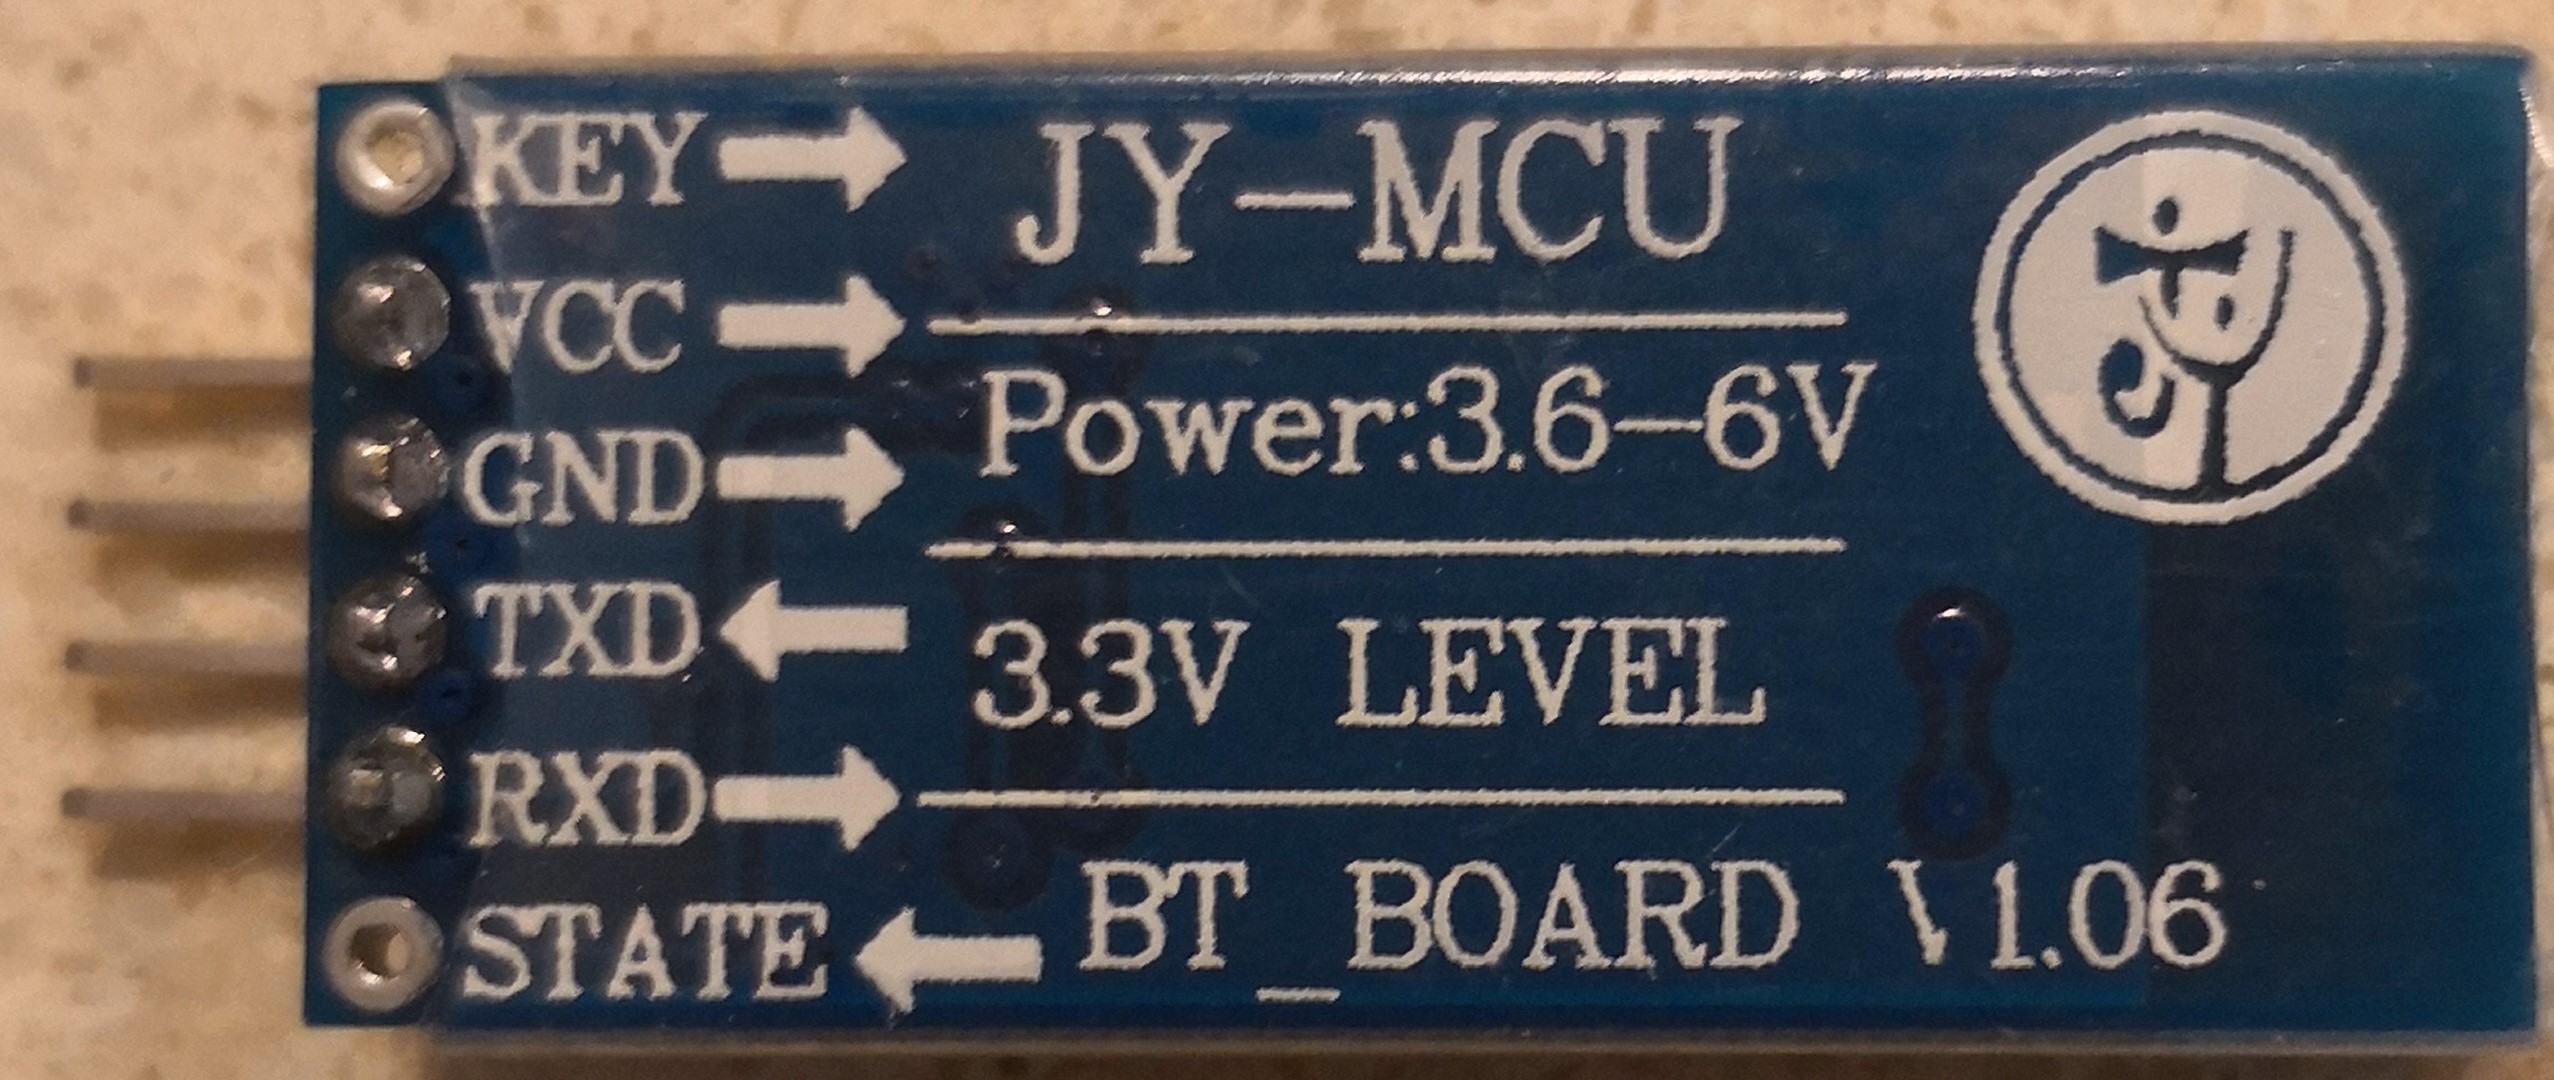 KEY
JY-MCU
VCC
Power:3.6-6V
GND
TXD
3.3V LEVEL
RXD
STATE
BT_BOARD V1.06